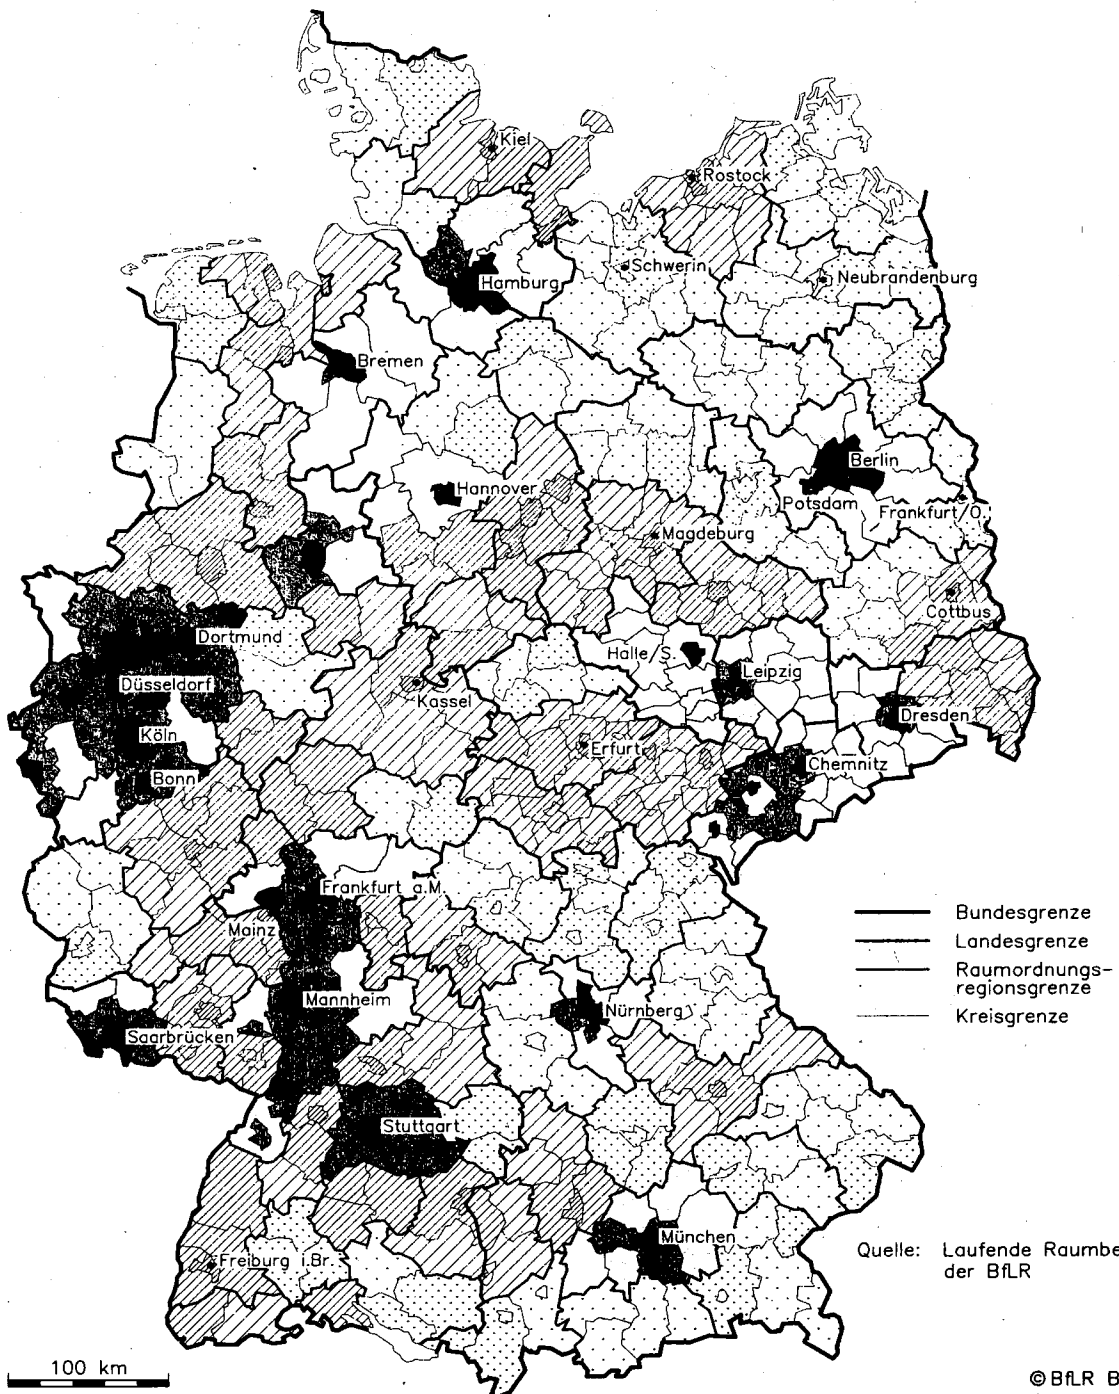 Kiel
Rostock
Schwerin
Neubrandenburg
Hamburg
Bremen
Berlin
Hannover
Potsdam
Frankfurt/O.
Magdeburg
Cottbus
Dortmund
Halle/S.
Leipzig
Düsseldorf
Kassel
Dresden
Köln
Erfurt
Chemnitz
Bonn
Frankfurt a.M.
Mainz
Bundesgrenze
Landesgrenze
Raumordnungs-
regionsgrenze
Kreisgrenze
Mannheim
Nürnberg
Saarbrücken
Stuttgart
München
Freiburg i.Br.
Quelle: Laufende Raumbe
der BfLR
100 km
© BfLR B